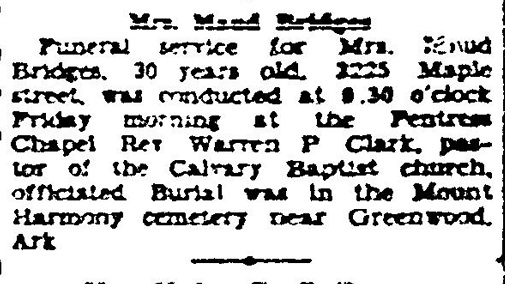 Mrs. Maud Bridges
Funeral service for Mrs. Maud
Bridges, 30 years old, 2225 Maple
street, was conducted at 9.30 o'clock
Friday morning at the Fentress
Chapel Rev Warren P Clark, pas-
tor of the Calvary Baptist church,
officiated Burial was in the Mount
Harmony cemetery near Greenwood,
Ark